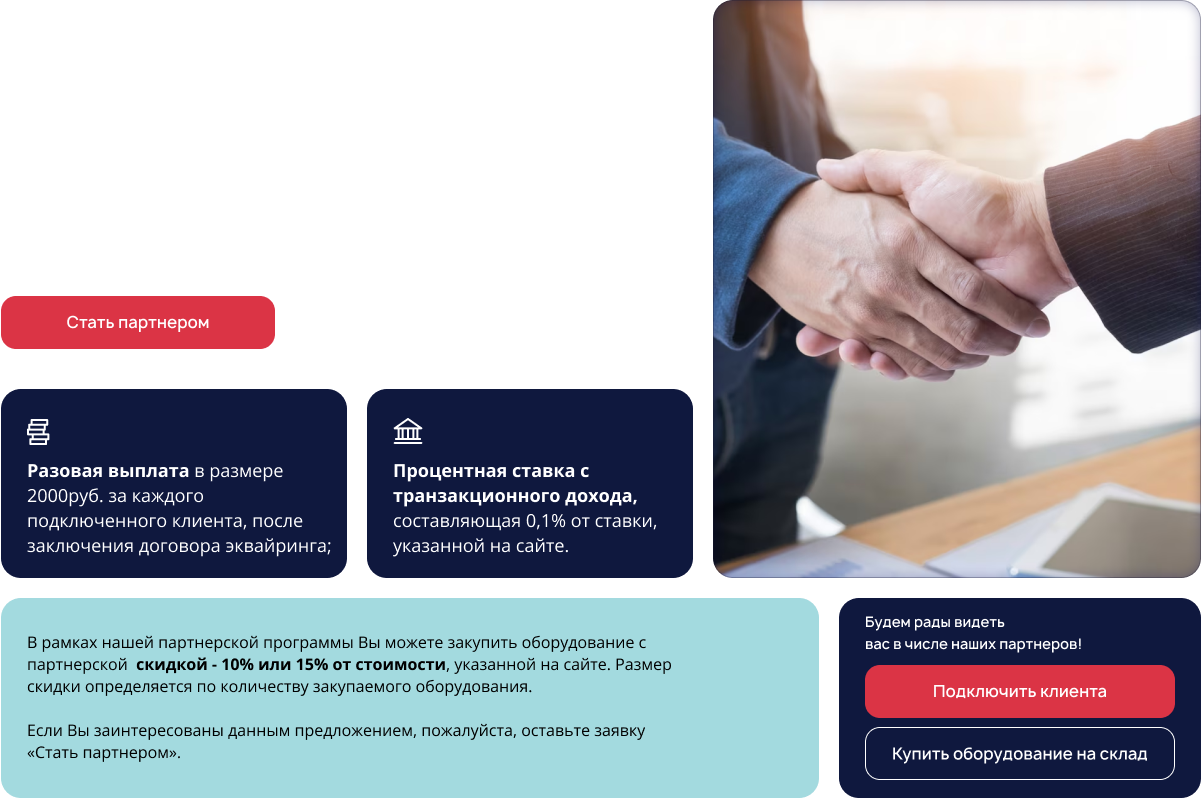 Стать партнером
Разовая выплата в размере
2000руб. за каждого
подключенного клиента, после
заключения договора эквайринга;
Процентная ставка с
транзакционного дохода,
составляющая 0,1% от ставки,
указанной на сайте.
В рамках нашей партнерской программы Вы можете закупить оборудование с
партнерской скидкой - 10% или 15% от стоимости, указанной на сайте. Размер
скидки определяется по количеству закупаемого оборудования.
Если Вы заинтересованы данным предложением, пожалуйста, оставьте заявку
«Стать партнером».
Будем рады видеть
вас в числе наших партнеров!
Подключить клиента
Купить оборудование на склад